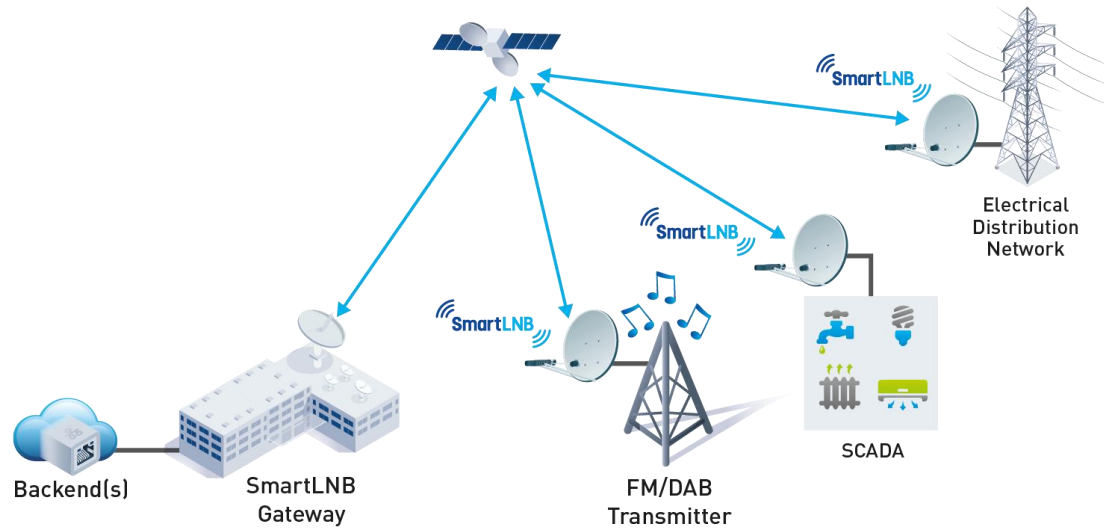 SmartLNB
Electrical
Distribution
Network
SmartLNB
SmartLNB
SCADA
Backend(s)
SmartLNB
Gateway
FM/DAB
Transmitter